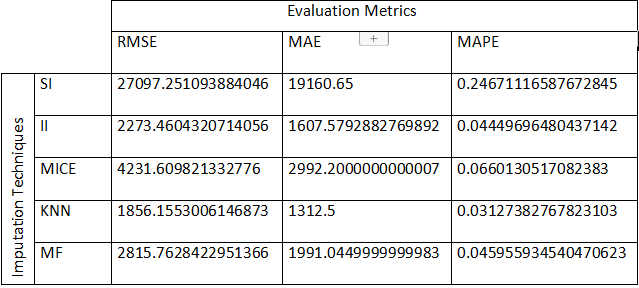 Evaluation Metrics
RMSE MAE MAPE
Imputation Techniques
SI 27097.251093884046 19160.65 0.24671116587672845
II 2273.4604320714056 1607.5792882769892 0.04449696480437142
MICE 4231.609821332776 2992.2000000000007 0.0660130517082383
KNN 1856.1553006146873 1312.5 0.03127382767823103
MF 2815.7628422951366 1991.0449999999983 0.045955934540470623